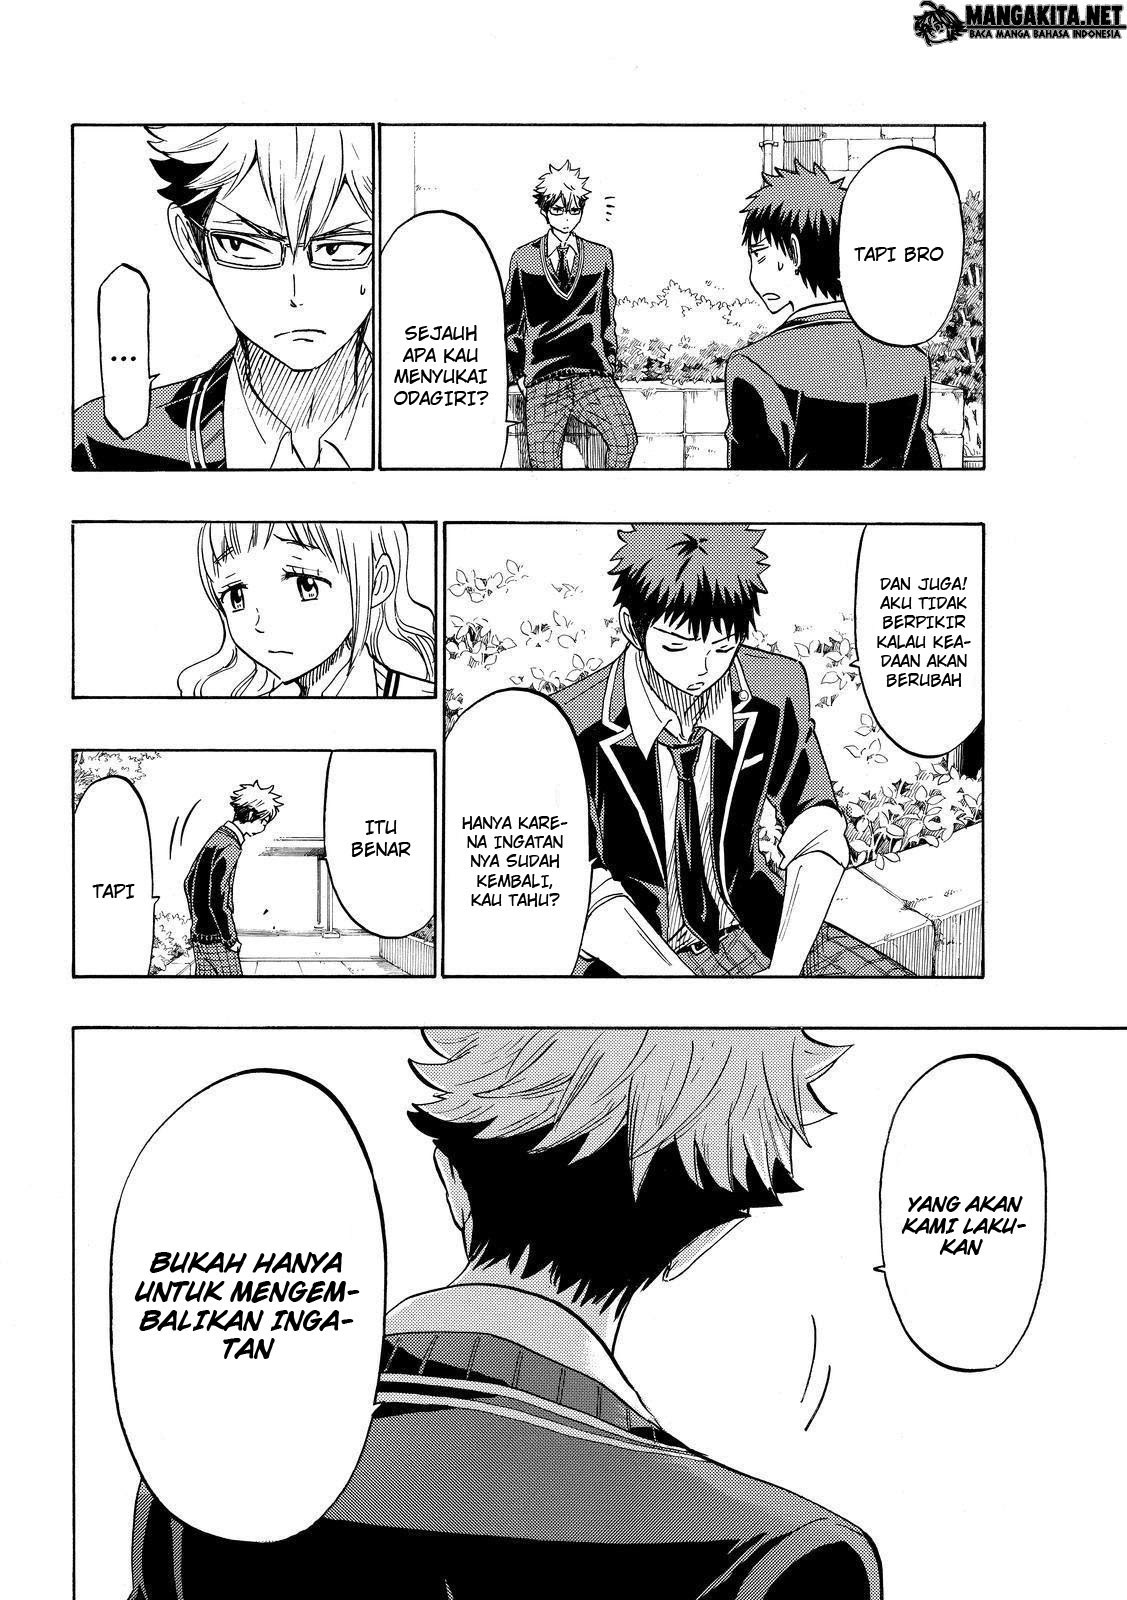 MANGAKITA.NET
BACA MANGA BAHASA INDONESIA
TAPI BRO
SEJAUH
APA KAU
MENYUKAI
ODAGIRI?
...
DAN JUGA!
AKU TIDAK
BERPIKIR
KALAU KEA-
DAAN AKAN
BERUBAH
HANYA KARE-
NA INGATAN
NYA SUDAH
KEMBALI,
KAU TAHU?
ITU
BENAR
TAPI
YANG AKAN
KAMI LAKU-
KAN
BUKAH HANYA
UNTUK MENGEM-
BALIKAN INGA-
TAN